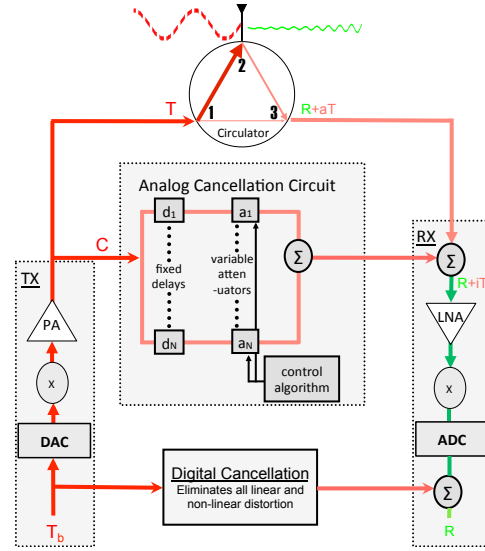 2
1
3
Circulator
T
R+aT
Analog Cancellation Circuit
d1
a1
RX
C
Σ
Σ
TX
fixed
delays
variable
atten
-uators
R+iT
PA
LNA
dN
aN
x
control
algorithm
x
DAC
ADC
Digital Cancellation
Eliminates all linear and
non-linear distortion
Σ
Tb
R